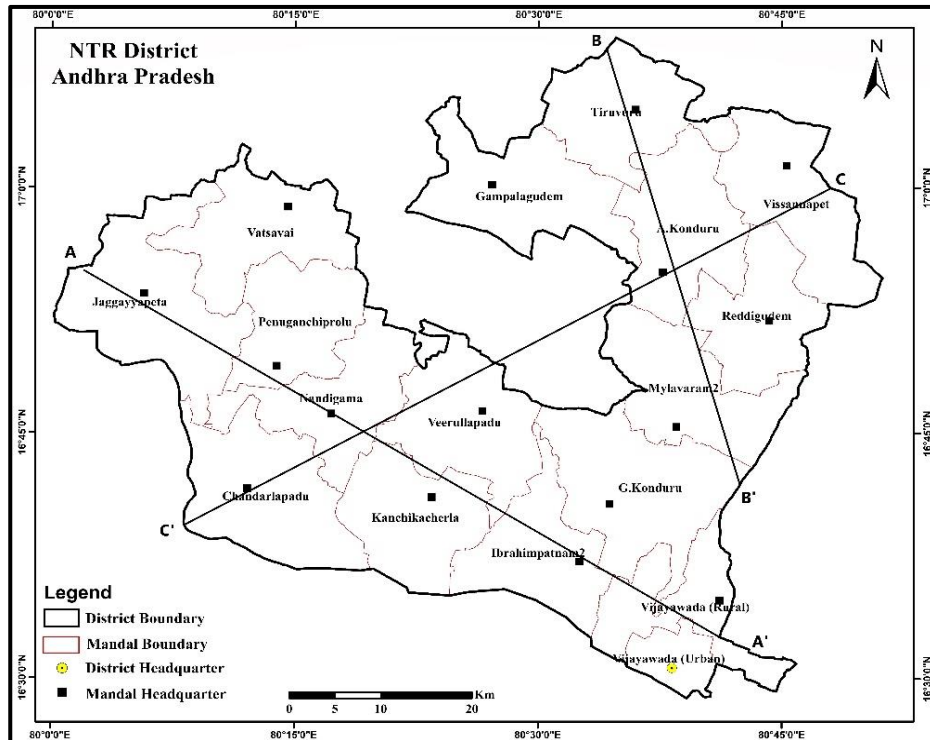 80°0'0"E
80°15'0"E
80°30'0"E
80°45'0"E
NTR District
Andhra Pradesh
B
N
Tiruvuru
17°0'0"N
17°0'0"N
Gampalagudem
Vissannapet
C
Vatsavai
A.Konduru
A
Jaggayyapeta
Penuganchiprolu
Reddigudem
Nandigama
Mylavaram2
Veerullapadu
16°45'0"N
16°45'0"N
Chandarlapadu
G.Konduru
B'
Kanchikacherla
C'
Ibrahimpatnam2
Legend
District Boundary
Mandal Boundary
District Headquarter
Mandal Headquarter
Vijayawada (Rural)
A'
Vijayawada (Urban)
16°30'0"N
16°30'0"N
Km
0 5 10 20
80°0'0"E
80°15'0"E
80°30'0"E
80°45'0"E